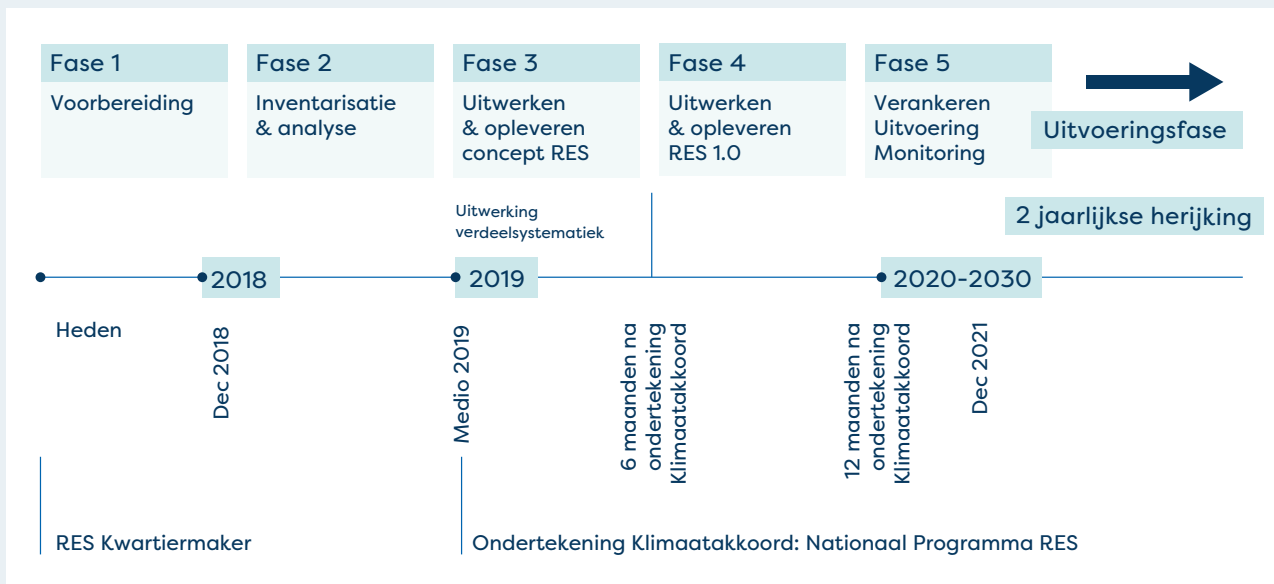 Fase 1
Voorbereiding
Fase 2
Inventarisatie
& analyse
Fase 3
Uitwerken
& opleveren
concept RES
Fase 4
Uitwerken
& opleveren
RES 1.0
Fase 5
Verankeren
Uitvoering
Monitoring
Uitvoeringsfase
2 jaarlijkse herijking
Uitwerking
verdeelsystematiek
2018
2019
2020-2030
Heden
Dec 2018
Medio 2019
6 maanden na
ondertekening
Klimaatakkoord
12 maanden na
ondertekening
Klimaatakkoord
Dec 2021
RES Kwartiermaker
Ondertekening Klimaatakkoord: Nationaal Programma RES